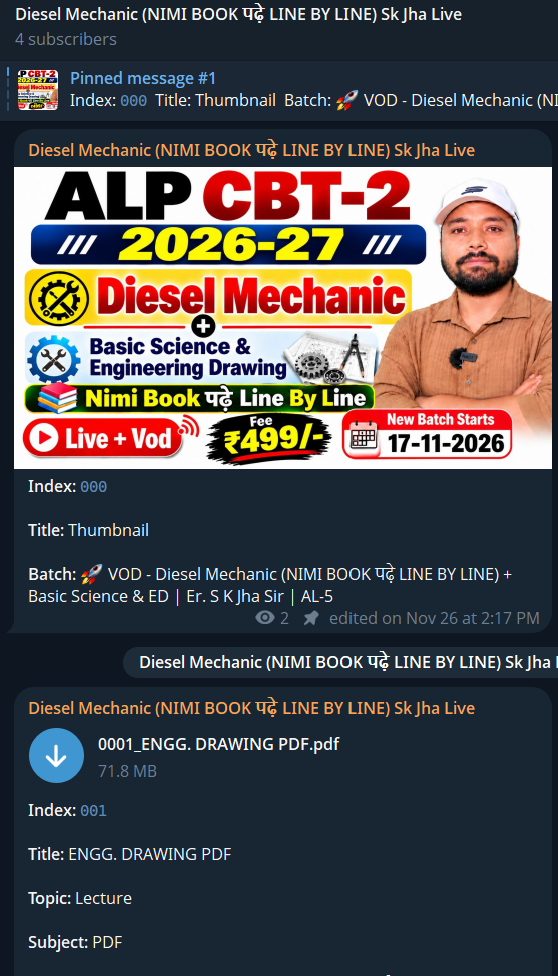 Diesel Mechanic (NIMI BOOK पढ़े LINE BY LINE) Sk Jha Live
4 subscribers
Pinned message #1
Index: 000 Title: Thumbnail Batch: 🚀 VOD - Diesel Mechanic (NI
Diesel Mechanic (NIMI BOOK पढ़े LINE BY LINE) Sk Jha Live
ALP CBT-2
2026-27
Diesel Mechanic
+
Basic Science &
Engineering Drawing
Nimi Book पढ़े Line By Line
Live + Vod
Fee
₹499/-
New Batch Starts
17-11-2026
Index: 000
Title: Thumbnail
Batch: 🚀 VOD - Diesel Mechanic (NIMI BOOK पढ़े LINE BY LINE) +
Basic Science & ED | Er. S K Jha Sir | AL-5
2 edited on Nov 26 at 2:17 PM
Diesel Mechanic (NIMI BOOK पढ़े LINE BY LINE) Sk Jha
Diesel Mechanic (NIMI BOOK पढ़े LINE BY LINE) Sk Jha Live
0001_ENGG. DRAWING PDF.pdf
71.8 MB
Index: 001
Title: ENGG. DRAWING PDF
Topic: Lecture
Subject: PDF